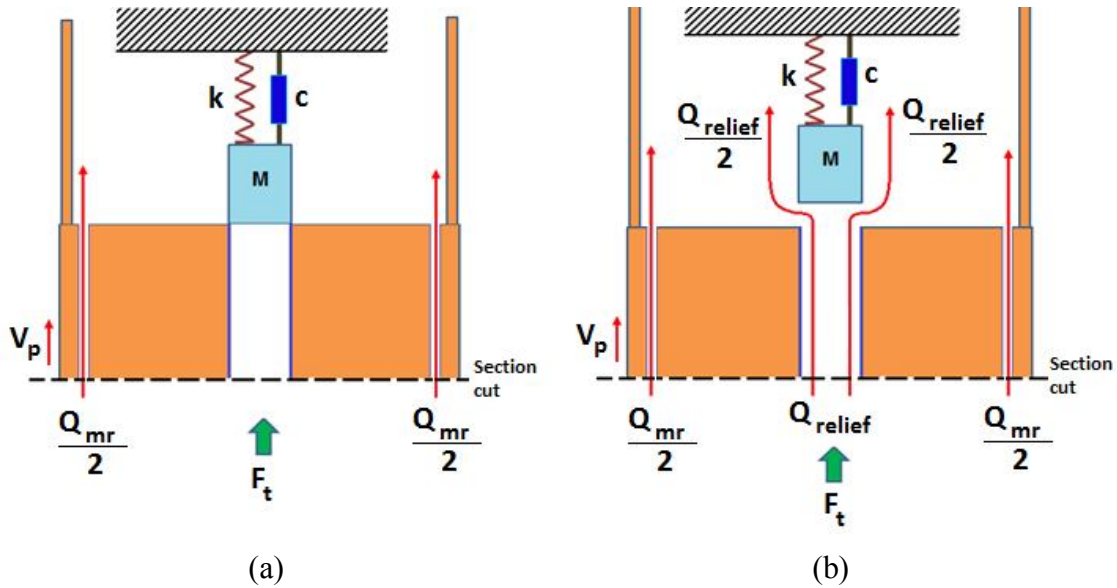 k
c
M
V_p
Section
cut
Q_mr
2
Q_mr
2
F_t
(a)
k
c
Q_relief
2
Q_relief
2
M
V_p
Section
cut
Q_mr
2
Q_relief
Q_mr
2
F_t
(b)